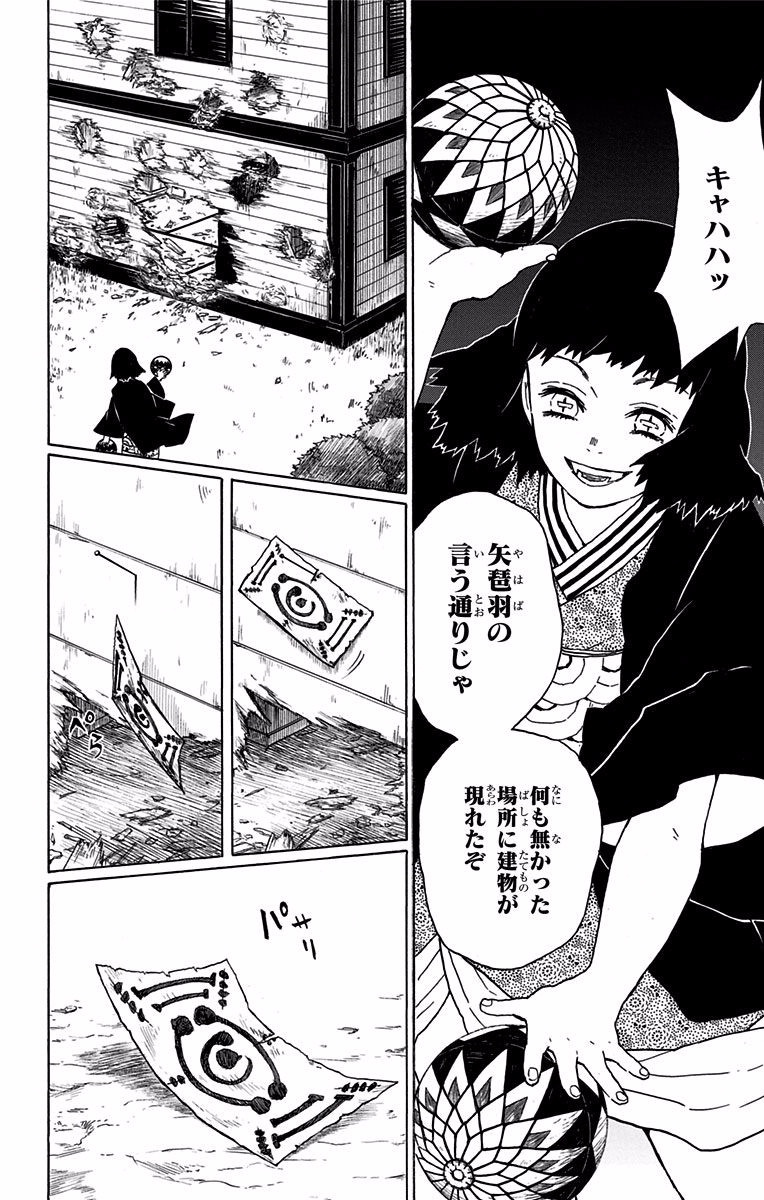 キャハハッ
矢琶羽の
言う通りじゃ
何も無かった
場所に建物が
現れたぞ
ぺら
パサリ